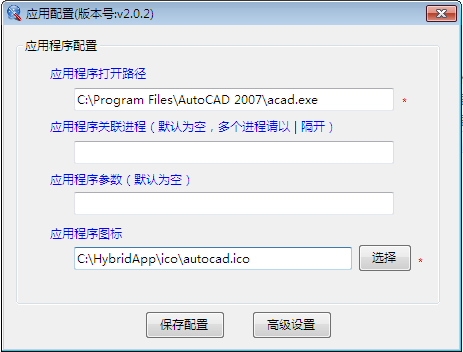 应用配置(版本号:v2.0.2)
应用程序配置
应用程序打开路径
C:\Program Files\AutoCAD 2007\acad.exe *
应用程序关联进程（默认为空，多个进程请以 | 隔开）
应用程序参数（默认为空）
应用程序图标
C:\HybridApp\ico\autocad.ico 选择 *
保存配置 高级设置